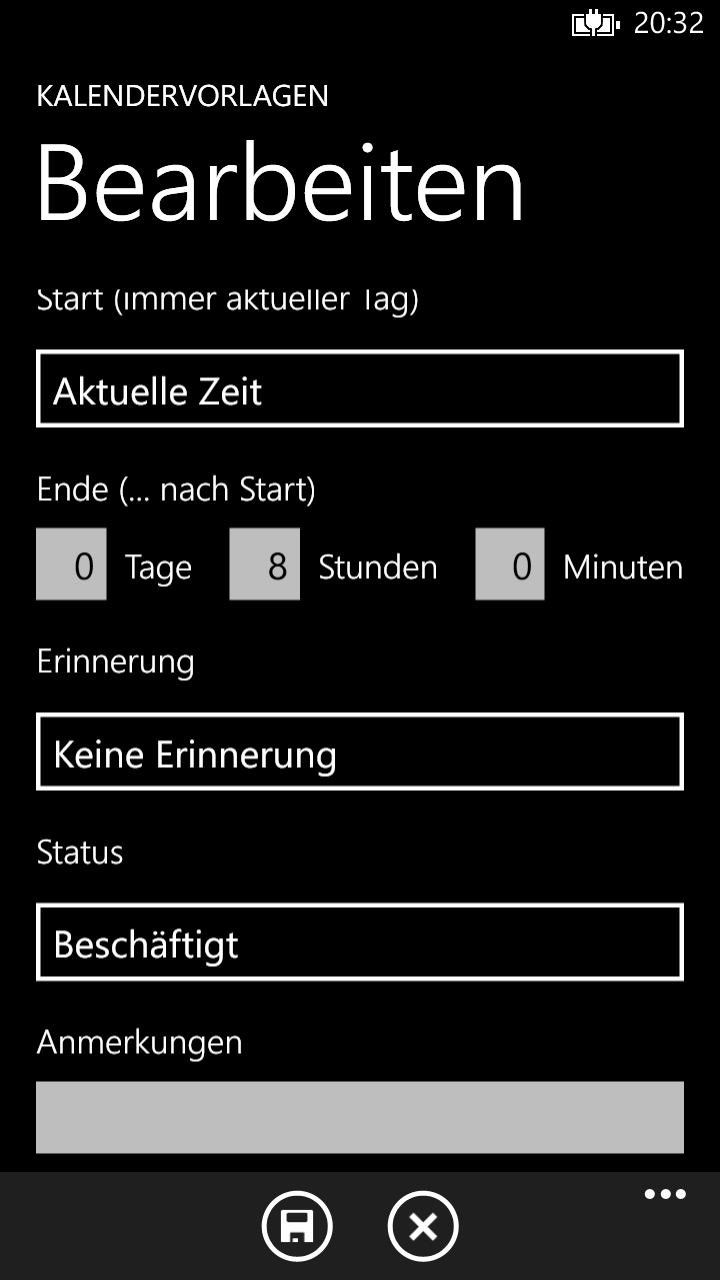 20:32
KALENDERVORLAGEN
Bearbeiten
Start (immer aktueller Tag)
Aktuelle Zeit
Ende (... nach Start)
0 Tage 8 Stunden 0 Minuten
Erinnerung
Keine Erinnerung
Status
Beschäftigt
Anmerkungen